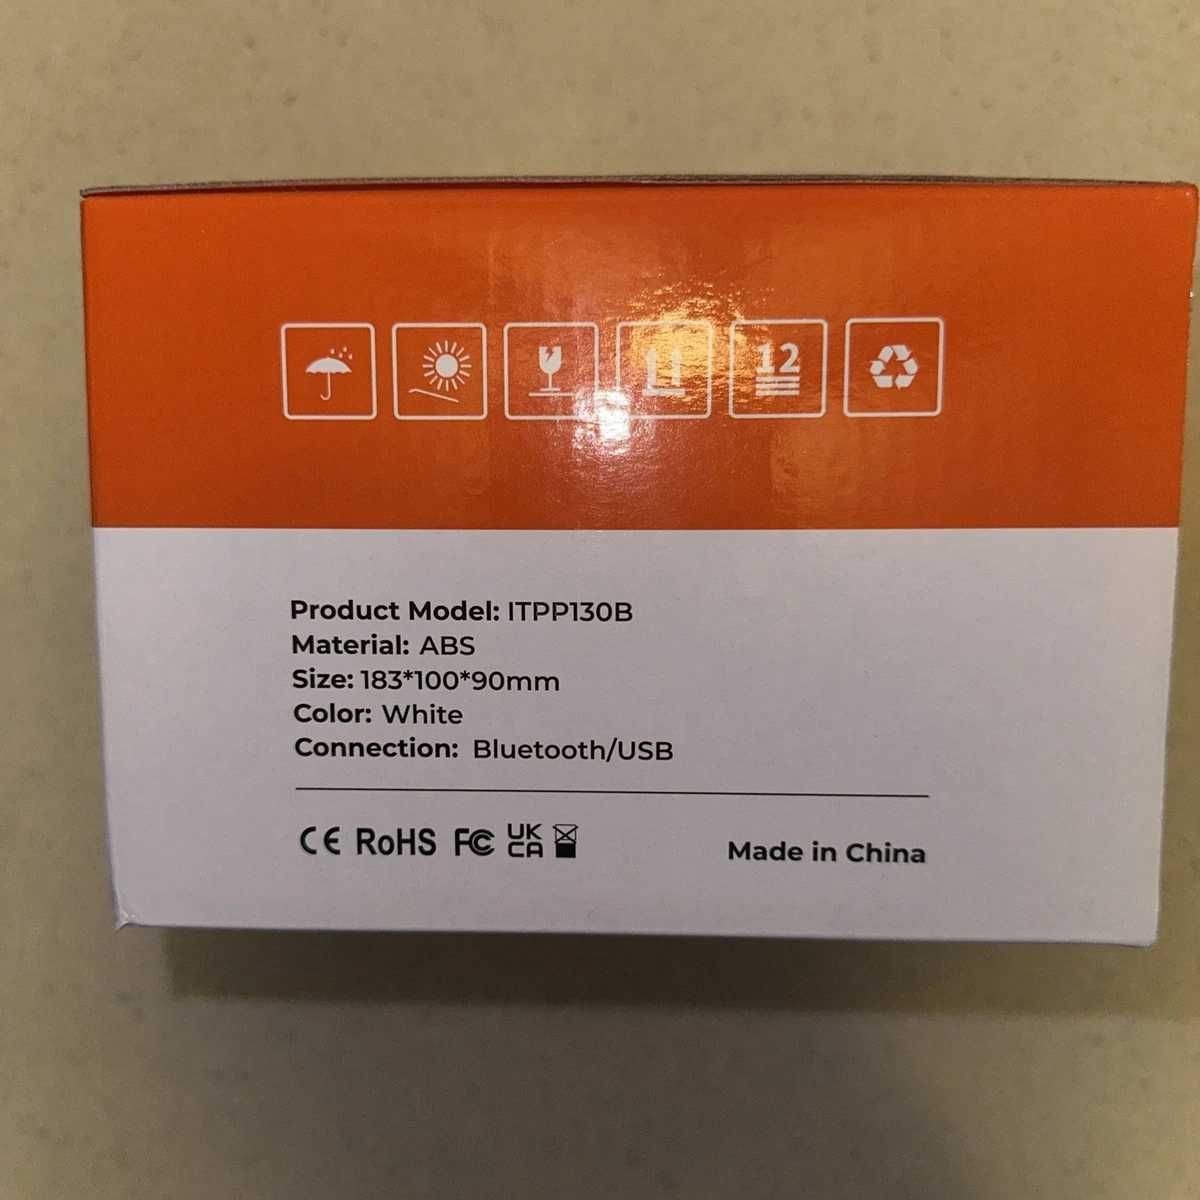 12
Product Model: ITPP130B
Material: ABS
Size: 183*100*90mm
Color: White
Connection: Bluetooth/USB
CE RoHS FC UK CA
Made in China